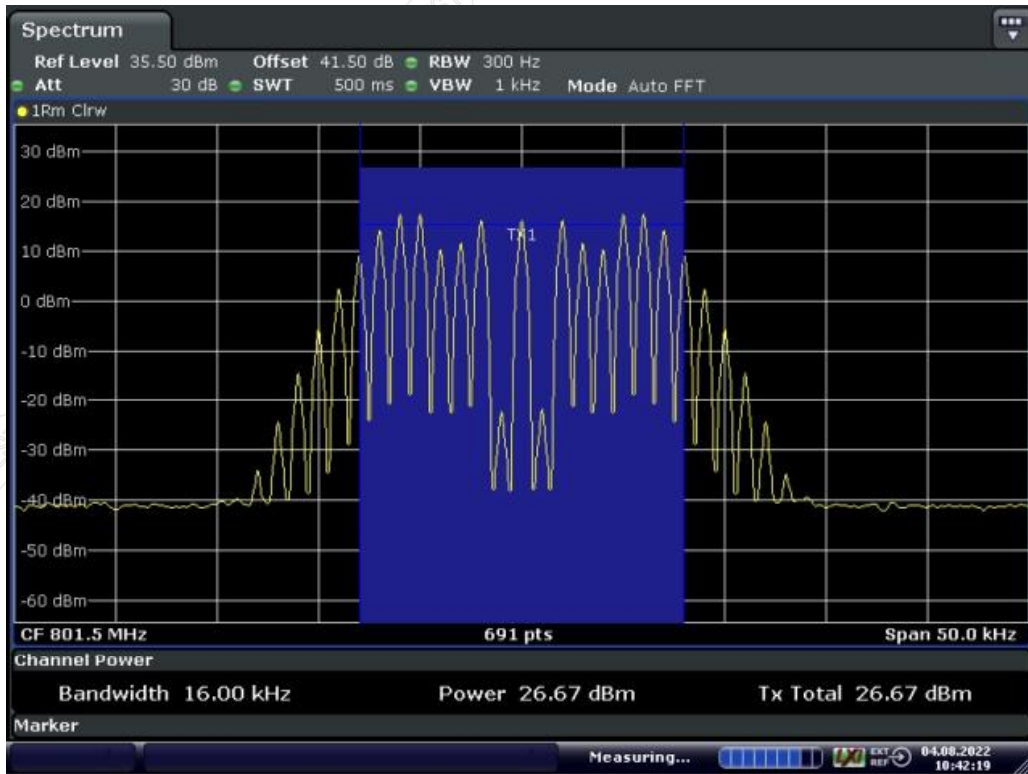 Spectrum
Ref Level 35.50 dBm Offset 41.50 dB RBW 300 Hz
Att 30 dB SWT 500 ms VBW 1 kHz Mode Auto FFT
1Rm Clrw
30 dBm
20 dBm
TX1
10 dBm
0 dBm
-10 dBm
-20 dBm
-30 dBm
-40 dBm
-50 dBm
-60 dBm
CF 801.5 MHz 691 pts Span 50.0 kHz
Channel Power
Bandwidth 16.00 kHz Power 26.67 dBm Tx Total 26.67 dBm
Marker
Measuring... LXI EXT REF 04.08.2022
10:42:19